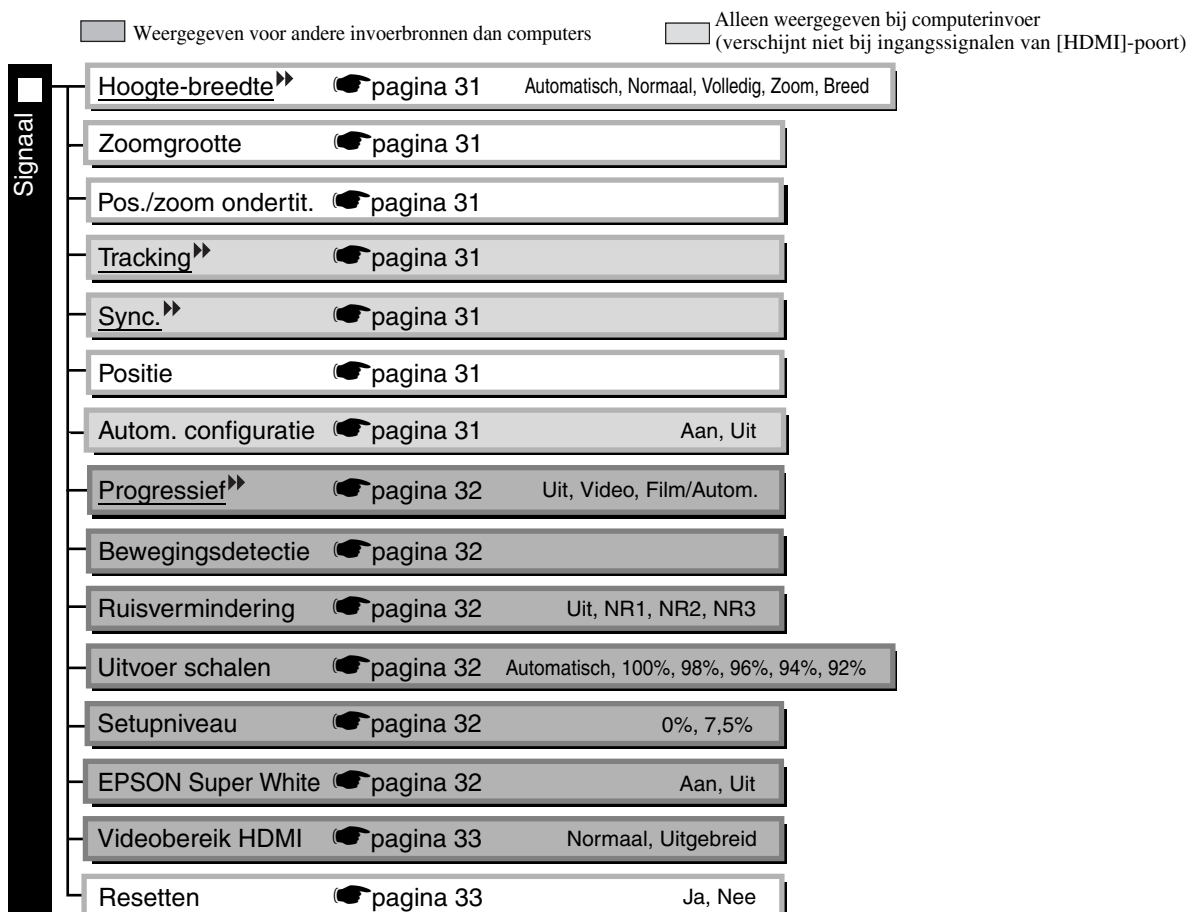 Weergegeven voor andere invoerbronnen dan computers
Alleen weergegeven bij computerinvoer
(verschijnt niet bij ingangssignalen van [HDMI]-poort)
Signaal
Hoogte-breedte pagina 31 Automatisch, Normaal, Volledig, Zoom, Breed
Zoomgrootte pagina 31
Pos./zoom ondertit. pagina 31
Tracking pagina 31
Sync. pagina 31
Positie pagina 31
Autom. configuratie pagina 31 Aan, Uit
Progressief pagina 32 Uit, Video, Film/Autom.
Bewegingsdetectie pagina 32
Ruisvermindering pagina 32 Uit, NR1, NR2, NR3
Uitvoer schalen pagina 32 Automatisch, 100%, 98%, 96%, 94%, 92%
Setupniveau pagina 32 0%, 7,5%
EPSON Super White pagina 32 Aan, Uit
Videobereik HDMI pagina 33 Normaal, Uitgebreid
Resetten pagina 33 Ja, Nee